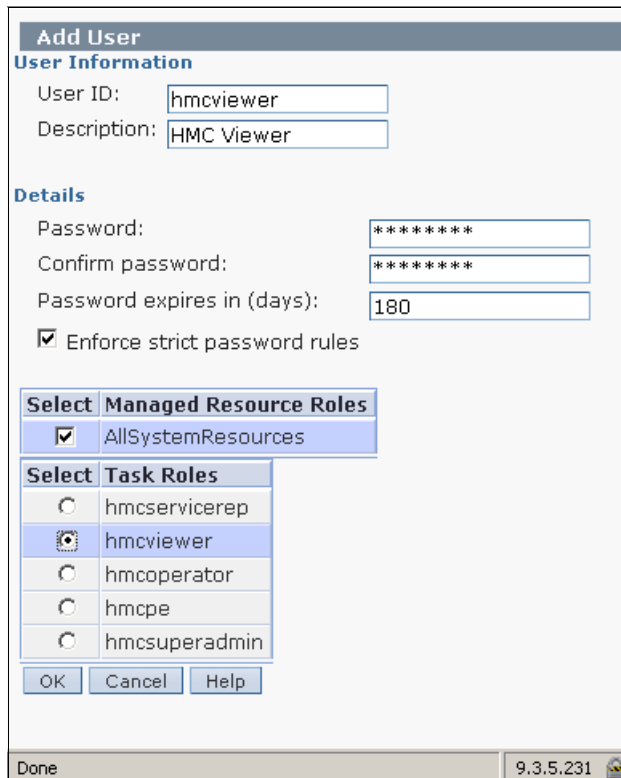 Add User
User Information
User ID: hmcviewer
Description: HMC Viewer
Details
Password: ********
Confirm password: ********
Password expires in (days): 180
Enforce strict password rules
Select Managed Resource Roles
AllSystemResources
Select Task Roles
hmcservicerep
hmcviewer
hmcoperator
hmcpe
hmcsuperadmin
OK Cancel Help
Done 9.3.5.231